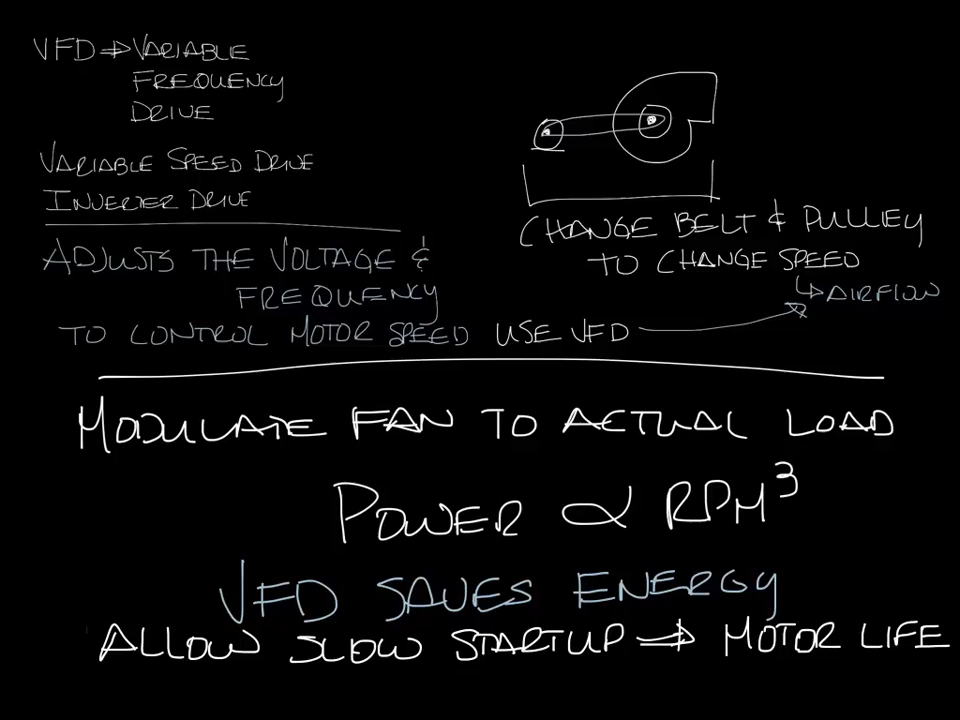 VFD ⇒ VARIABLE
FREQUENCY
DRIVE
VARIABLE SPEED DRIVE
INVERTER DRIVE
ADJUSTS THE VOLTAGE &
FREQUENCY
TO CONTROL MOTOR SPEED
CHANGE BELT & PULLEY
TO CHANGE SPEED
↳ AIRFLOW
USE VFD
MODULATE FAN TO ACTUAL LOAD
POWER ∝ RPM³
VFD SAVES ENERGY
ALLOW SLOW STARTUP ⇒ MOTOR LIFE